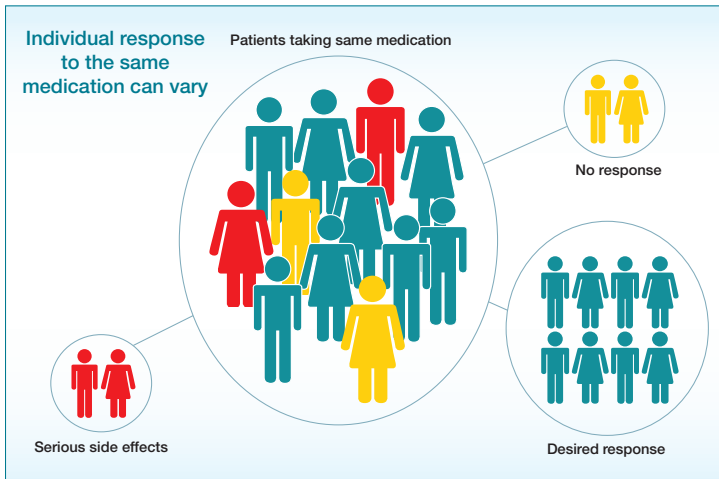 Individual response
to the same
medication can vary
Patients taking same medication
No response
Serious side effects
Desired response